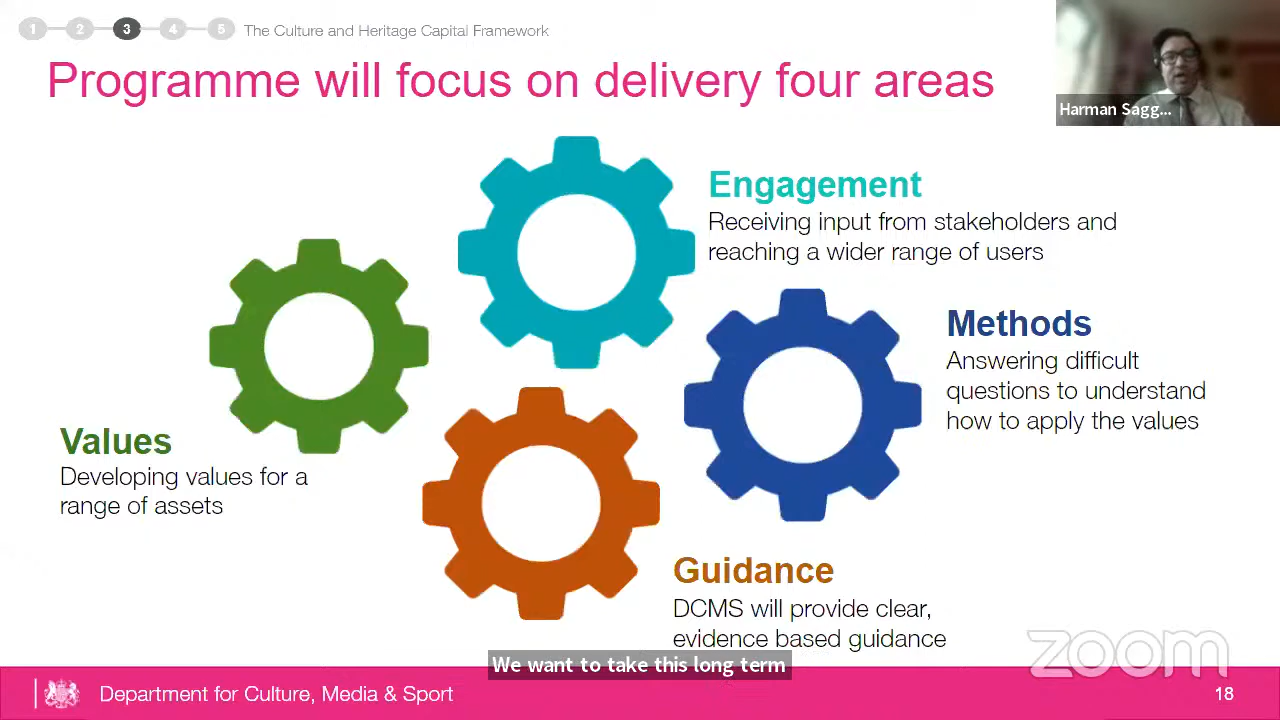 1 2 3 4 5 The Culture and Heritage Capital Framework
Programme will focus on delivery four areas
Harman Sagg...
Engagement
Receiving input from stakeholders and
reaching a wider range of users
Methods
Answering difficult
questions to understand
how to apply the values
Values
Developing values for a
range of assets
Guidance
DCMS will provide clear,
evidence based guidance
We want to take this long term
zoom
Department for Culture, Media & Sport
18